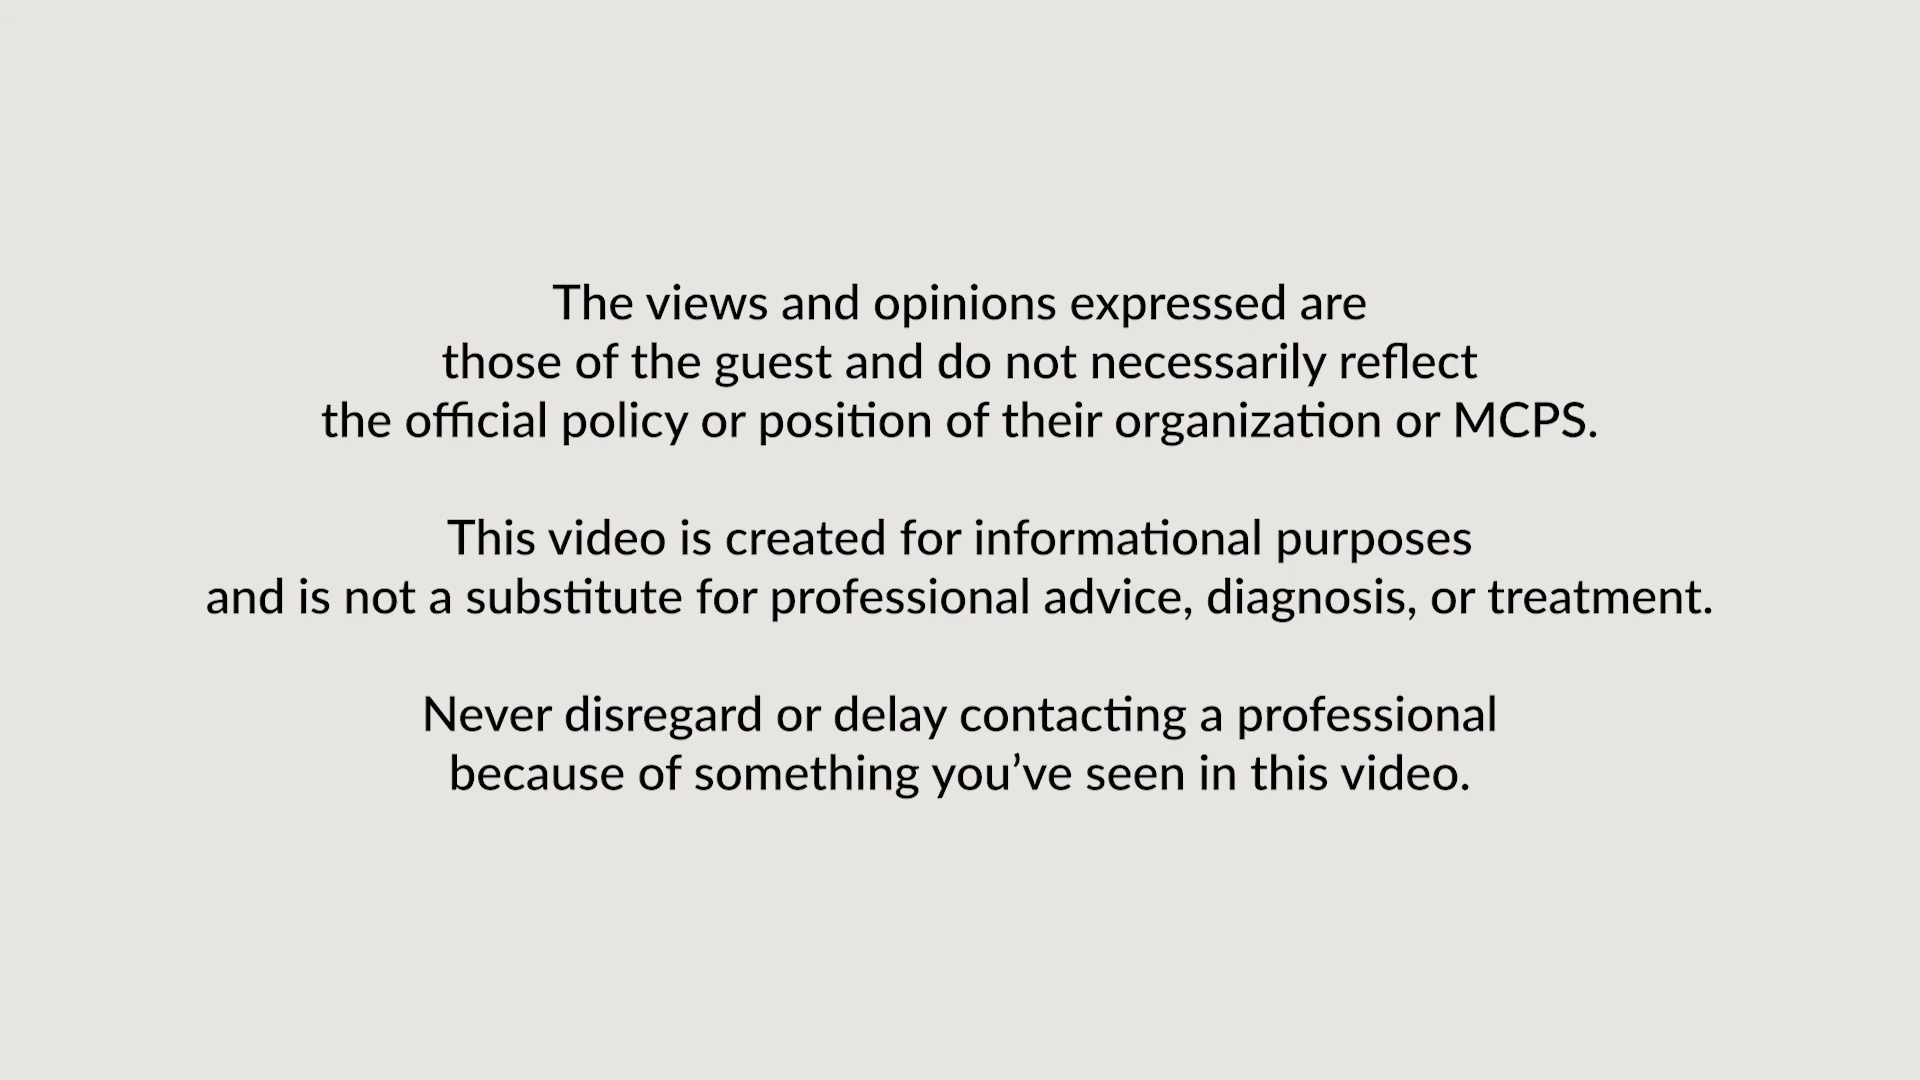 The views and opinions expressed are
those of the guest and do not necessarily reflect
the official policy or position of their organization or MCPS.
This video is created for informational purposes
and is not a substitute for professional advice, diagnosis, or treatment.
Never disregard or delay contacting a professional
because of something you’ve seen in this video.